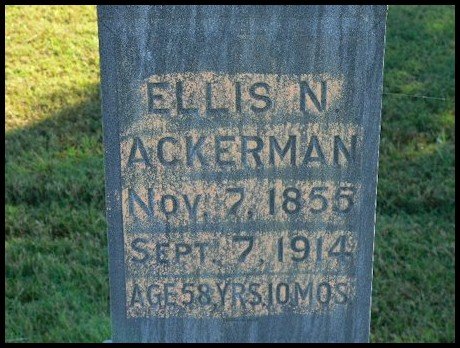 ELLIS N.
ACKERMAN
NOV. 7, 1855
SEPT. 7, 1914
AGE 58 YRS. 10 MOS.